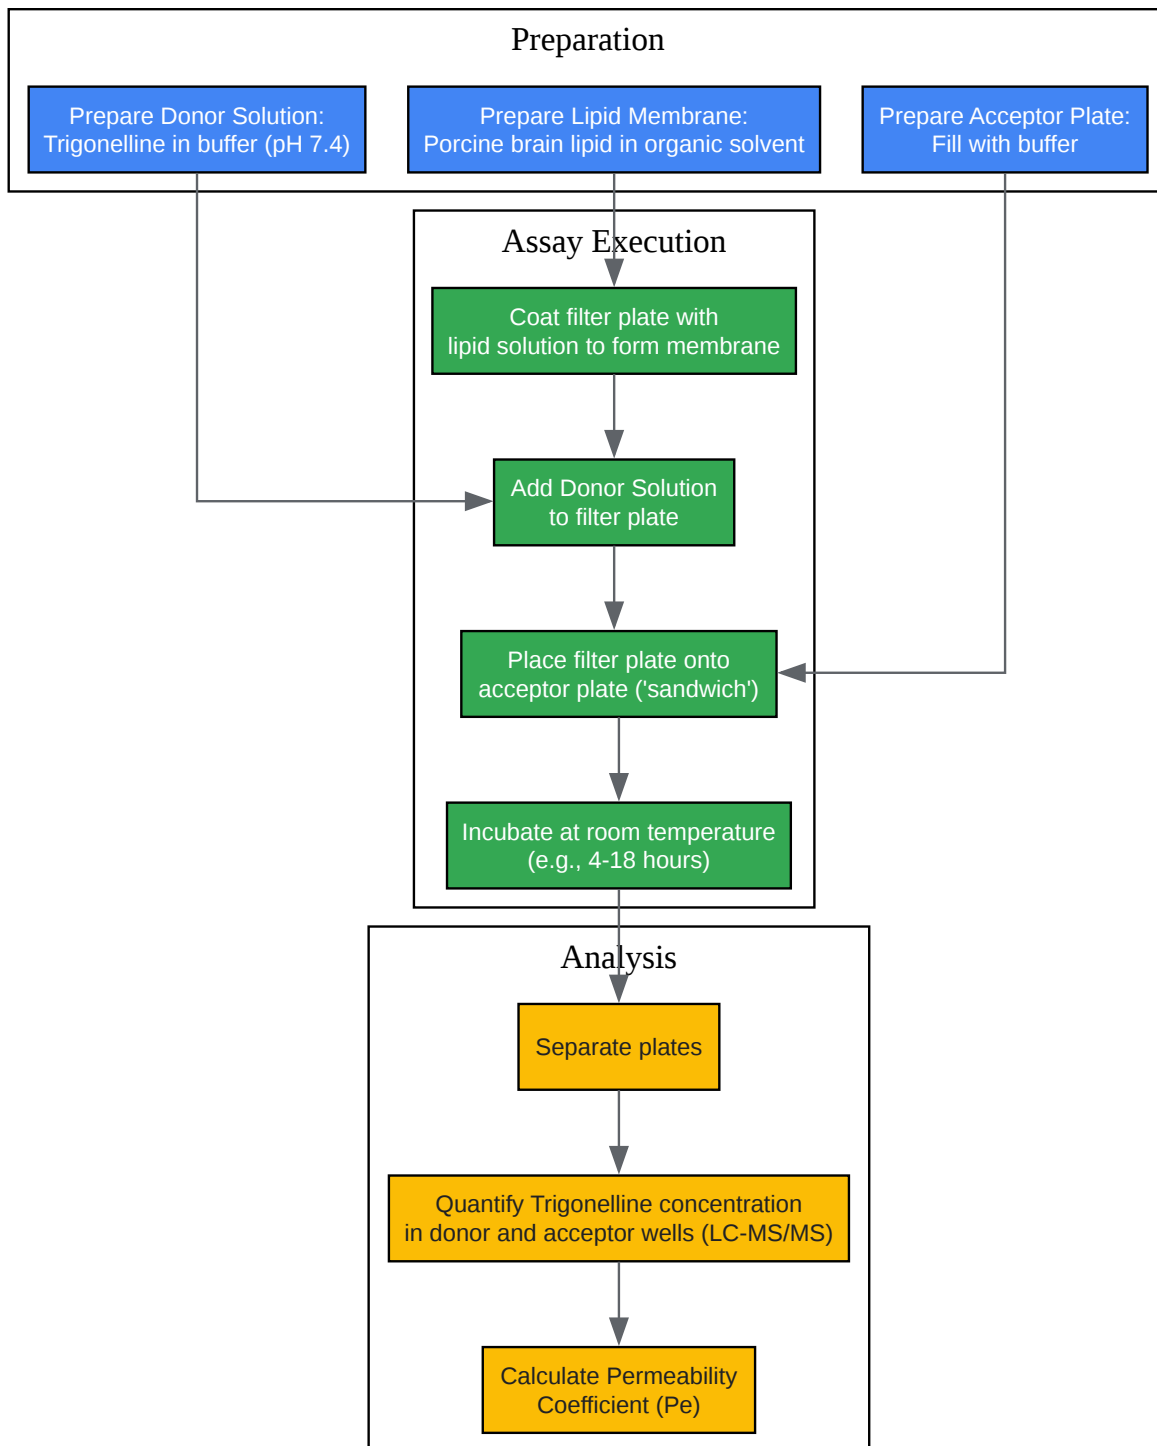 Preparation
Prepare Donor Solution:
Trigonelline in buffer (pH 7.4)
Prepare Lipid Membrane:
Porcine brain lipid in organic solvent
Prepare Acceptor Plate:
Fill with buffer
Assay Execution
Coat filter plate with
lipid solution to form membrane
Add Donor Solution
to filter plate
Place filter plate onto
acceptor plate ('sandwich')
Incubate at room temperature
(e.g., 4-18 hours)
Analysis
Separate plates
Quantify Trigonelline concentration
in donor and acceptor wells (LC-MS/MS)
Calculate Permeability
Coefficient (Pe)